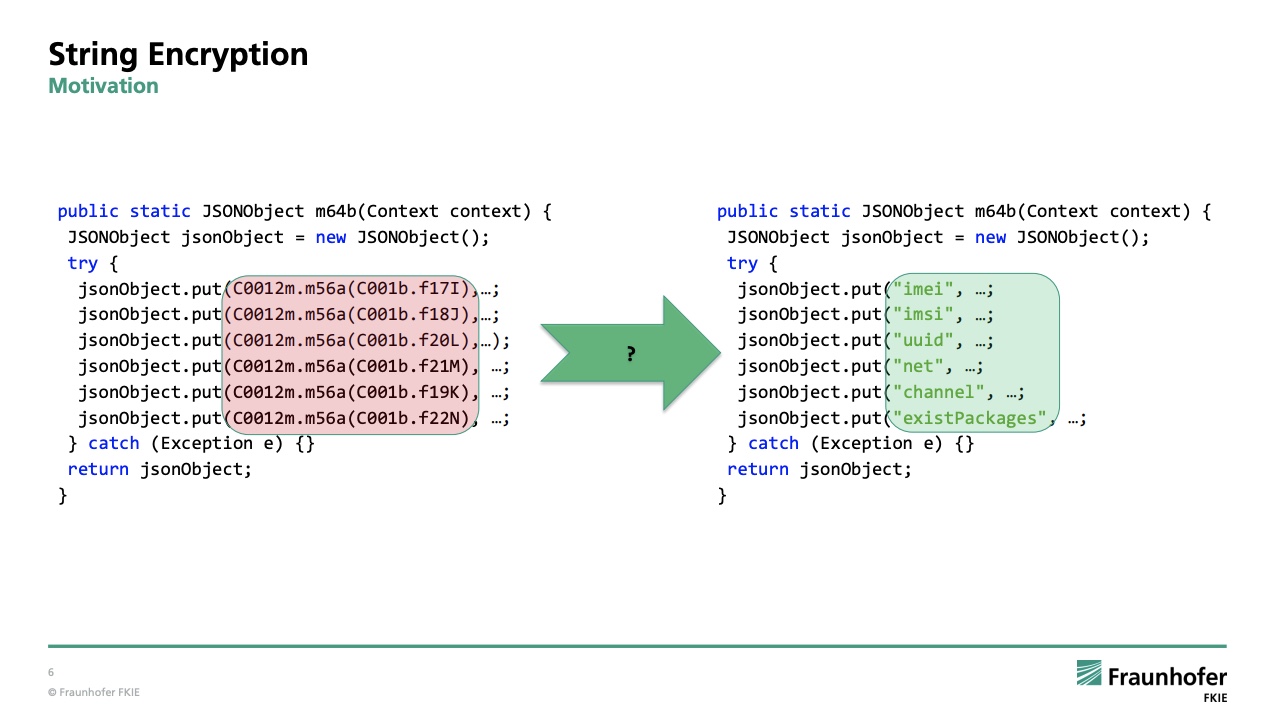 String Encryption
Motivation
public static JSONObject m64b(Context context) {
JSONObject jsonObject = new JSONObject();
try {
jsonObject.put(C0012m.m56a(C001b.f17I),…;
jsonObject.put(C0012m.m56a(C001b.f18J),…;
jsonObject.put(C0012m.m56a(C001b.f20L),…);
jsonObject.put(C0012m.m56a(C001b.f21M), …;
jsonObject.put(C0012m.m56a(C001b.f19K), …;
jsonObject.put(C0012m.m56a(C001b.f22N), …;
} catch (Exception e) {}
return jsonObject;
}
?
public static JSONObject m64b(Context context) {
JSONObject jsonObject = new JSONObject();
try {
jsonObject.put("imei", …;
jsonObject.put("imsi", …;
jsonObject.put("uuid", …;
jsonObject.put("net", …;
jsonObject.put("channel", …;
jsonObject.put("existPackages", …;
} catch (Exception e) {}
return jsonObject;
}
6
© Fraunhofer FKIE
Fraunhofer
FKIE